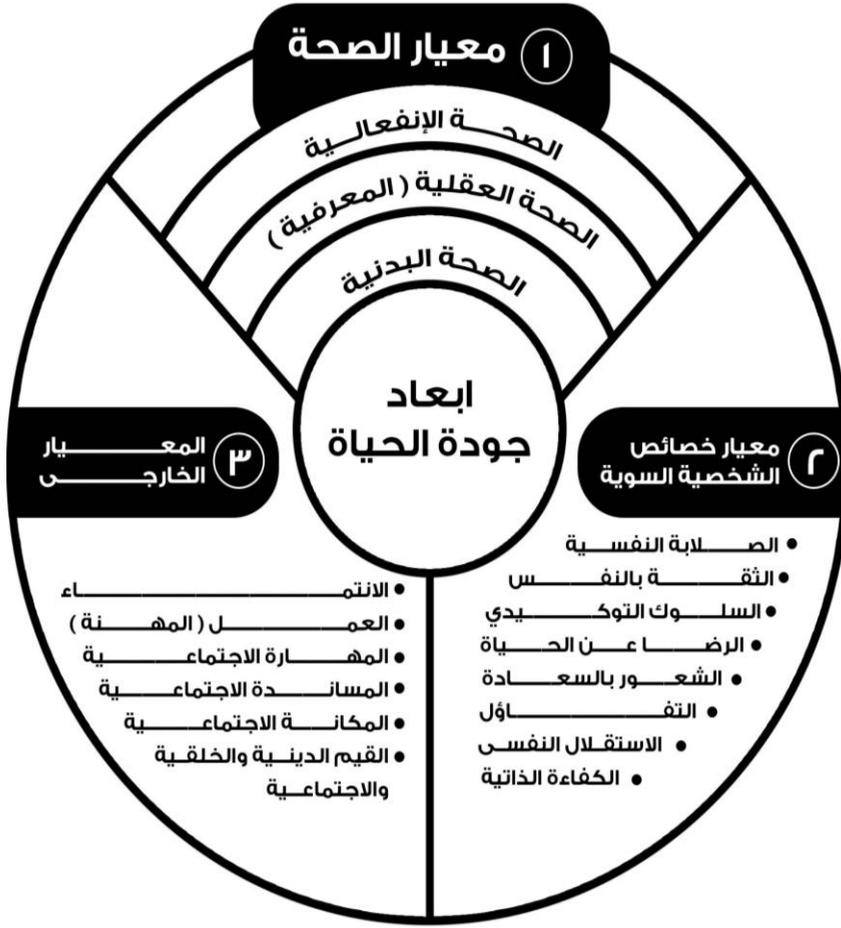 ١ معيار الصحة
الصحة الإنفعالية
الصحة العقلية ( المعرفية )
الصحة البدنية
ابعاد
جودة الحياة
٢ معيار خصائص
الشخصية السوية
• الصلابة النفسية
• الثقة بالنفس
• السلوك التوكيدي
• الرضا عن الحياة
• الشعور بالسعادة
• التفاؤل
• الاستقلال النفسى
• الكفاءة الذاتية
٣ المعيار
الخارجى
• الانتماء
• العمل ( المهنة )
• المهارة الاجتماعية
• المساندة الاجتماعية
• المكانة الاجتماعية
• القيم الدينية والخلقية
والاجتماعية